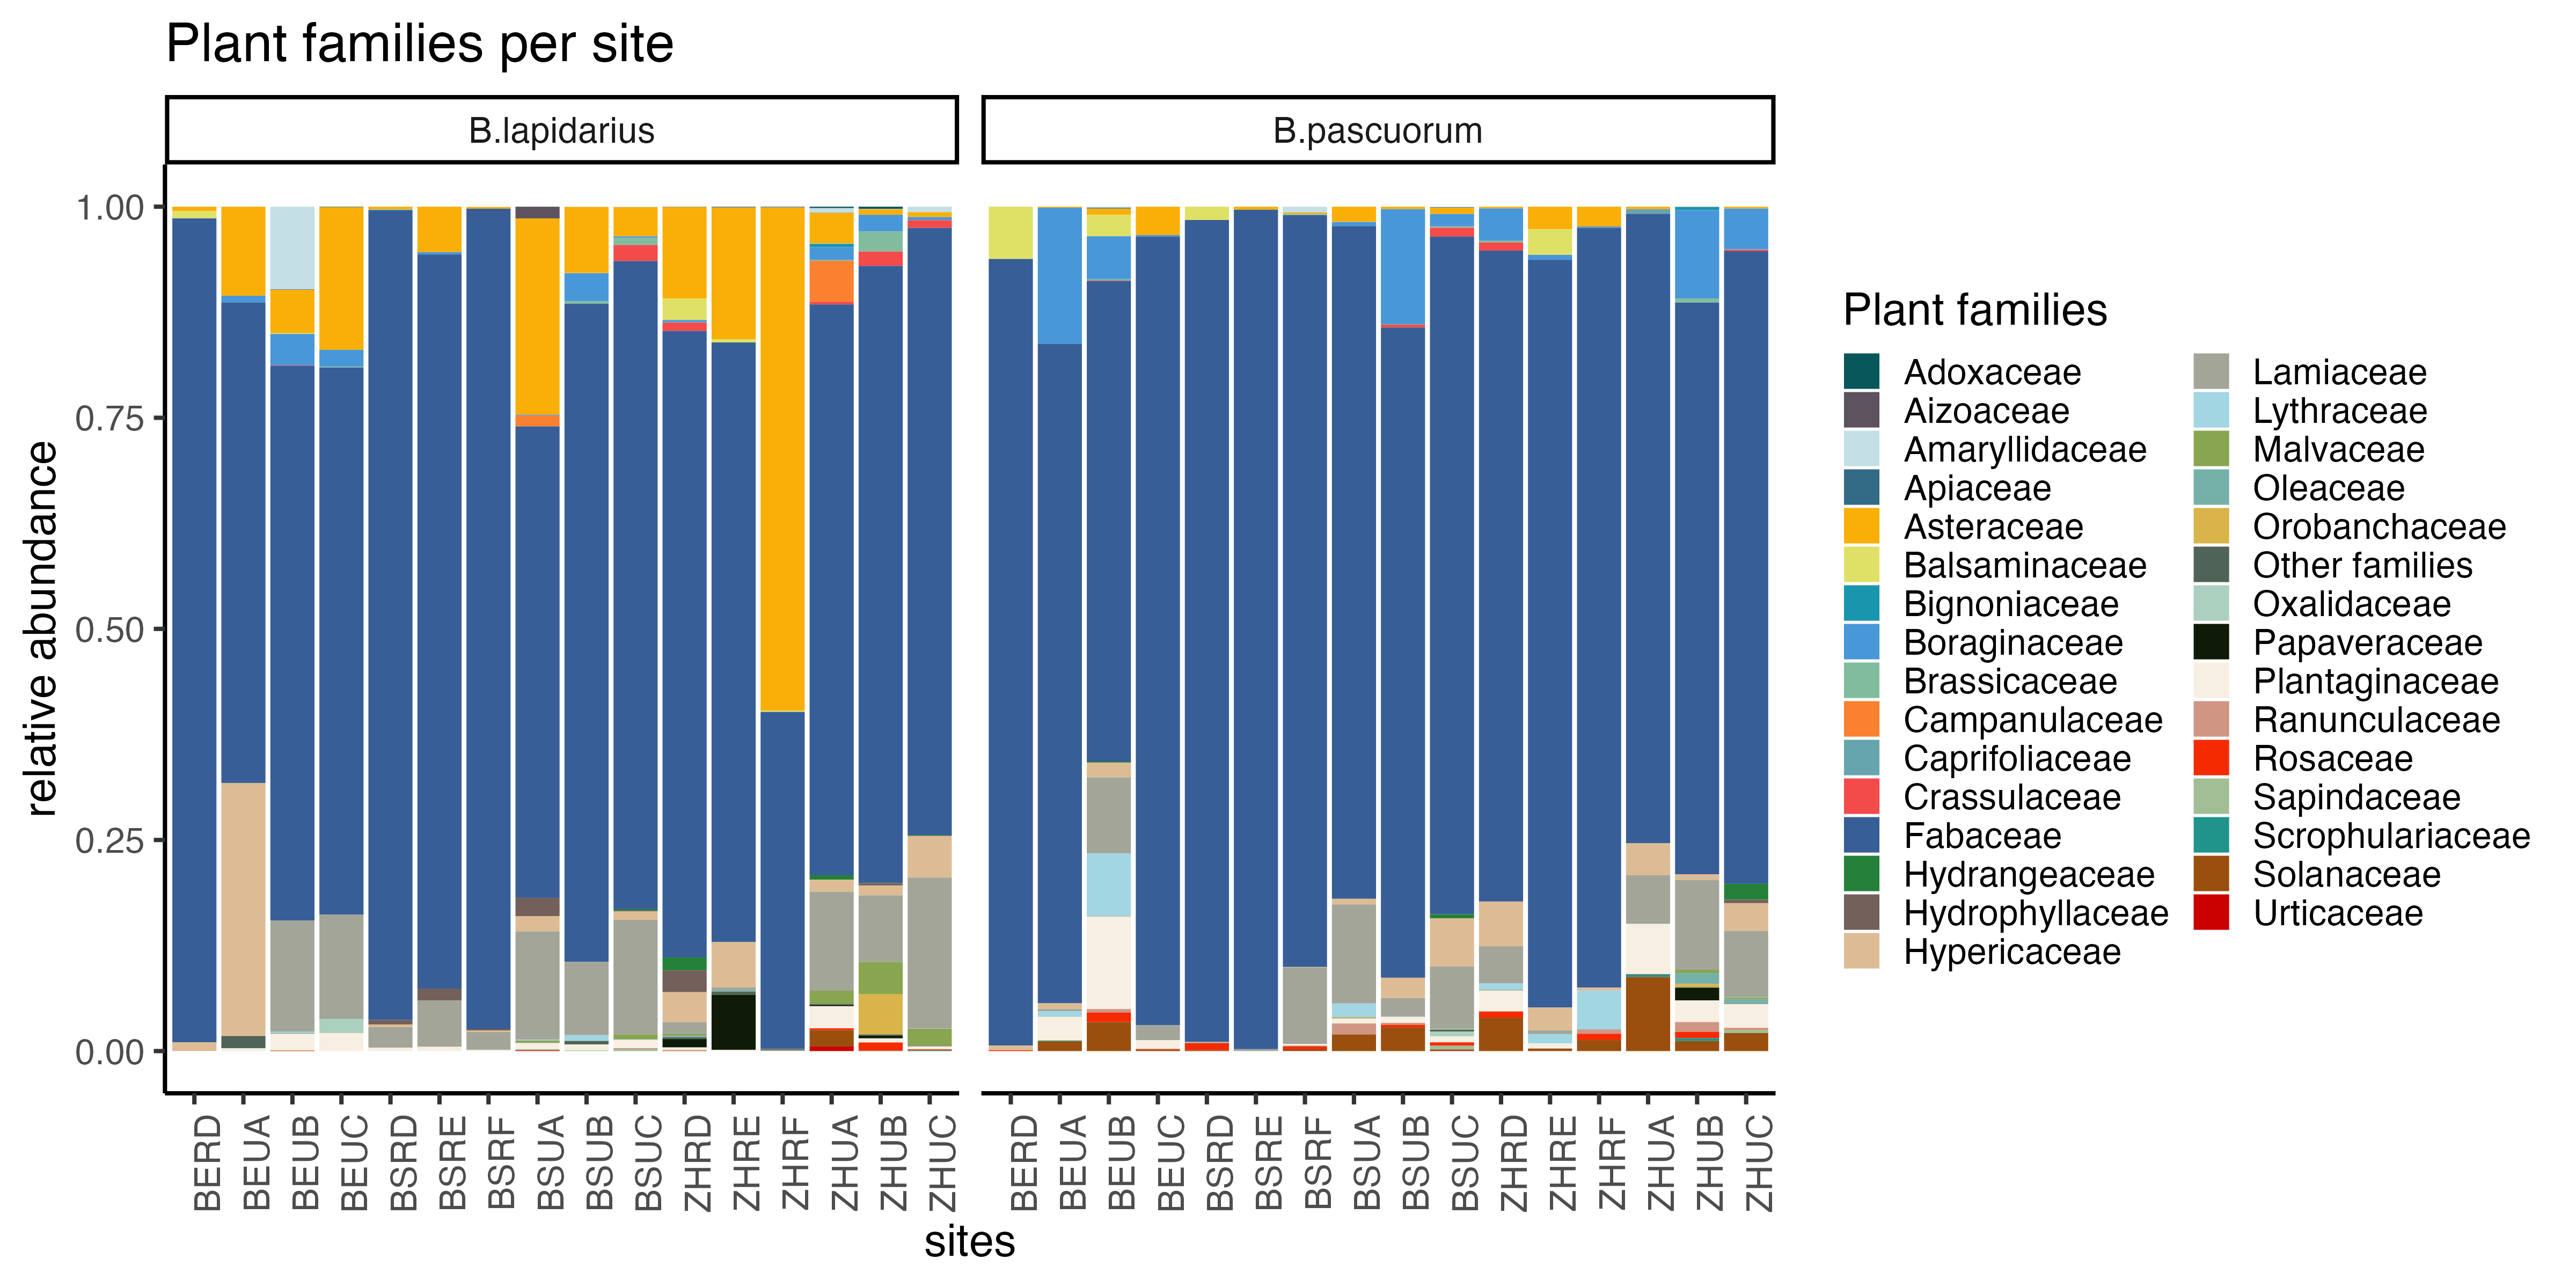 Plant families per site
B.lapidarius
B.pascuorum
relative abundance
1.00
0.75
0.50
0.25
0.00
BERD
BEUA
BEUB
BEUC
BSRD
BSRE
BSRF
BSUA
BSUB
BSUC
ZHRD
ZHRE
ZHRF
ZHUA
ZHUB
ZHUC
BERD
BEUA
BEUB
BEUC
BSRD
BSRE
BSRF
BSUA
BSUB
BSUC
ZHRD
ZHRE
ZHRF
ZHUA
ZHUB
ZHUC
sites
Plant families
Adoxaceae
Aizoaceae
Amaryllidaceae
Apiaceae
Asteraceae
Balsaminaceae
Bignoniaceae
Boraginaceae
Brassicaceae
Campanulaceae
Caprifoliaceae
Crassulaceae
Fabaceae
Hydrangeaceae
Hydrophyllaceae
Hypericaceae
Lamiaceae
Lythraceae
Malvaceae
Oleaceae
Orobanchaceae
Other families
Oxalidaceae
Papaveraceae
Plantaginaceae
Ranunculaceae
Rosaceae
Sapindaceae
Scrophulariaceae
Solanaceae
Urticaceae